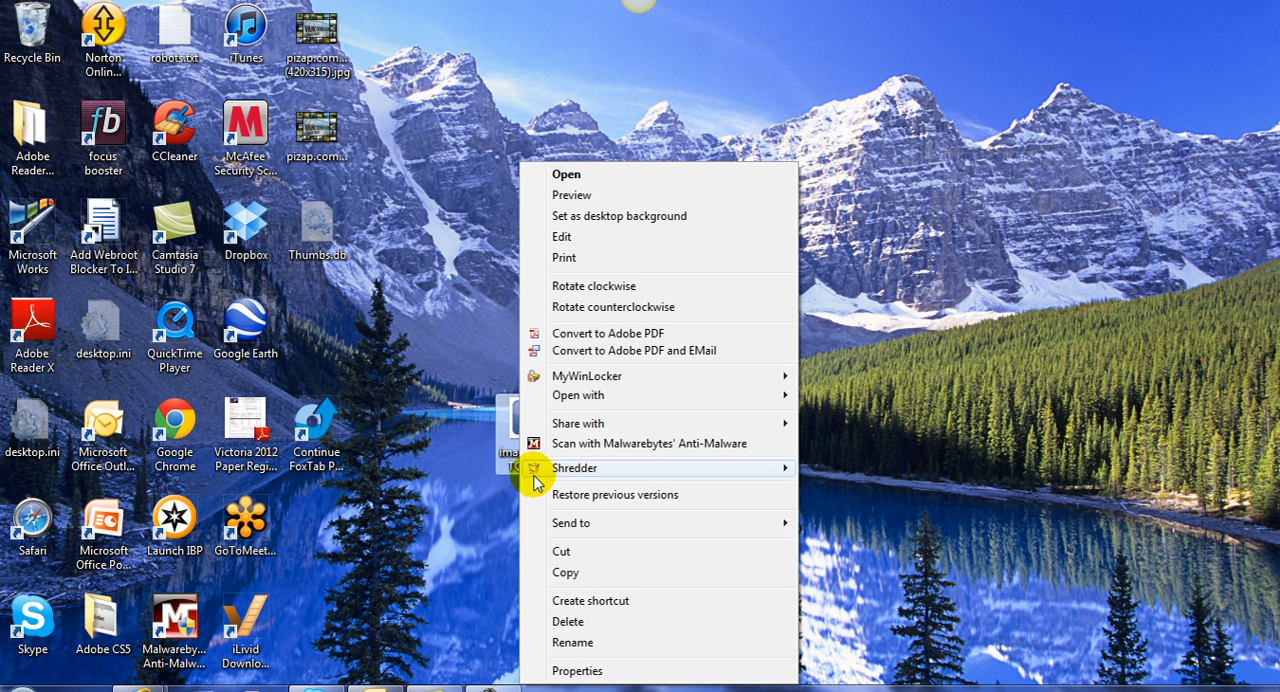 Recycle Bin
Norton
Onlin...
robots.txt
iTunes
pizap.com...
(420x315).jpg
Adobe
Reader...
fb
focus
booster
CCleaner
McAfee
Security Sc...
pizap.com...
Microsoft
Works
Add Webroot
Blocker To I...
Camtasia
Studio 7
Dropbox
Thumbs.db
Adobe
Reader X
desktop.ini
QuickTime
Player
Google Earth
desktop.ini
Microsoft
Office Outl...
Google
Chrome
Victoria 2012
Paper Regi...
Continue
FoxTab P...
Safari
Microsoft
Office Po...
Launch IBP
GoToMeet...
Skype
Adobe CS5
Malwareby...
Anti-Malw...
iLivid
Downlo...
Open
Preview
Set as desktop background
Edit
Print
Rotate clockwise
Rotate counterclockwise
Convert to Adobe PDF
Convert to Adobe PDF and EMail
MyWinLocker
Open with
Share with
Scan with Malwarebytes' Anti-Malware
Shredder
Restore previous versions
Send to
Cut
Copy
Create shortcut
Delete
Rename
Properties